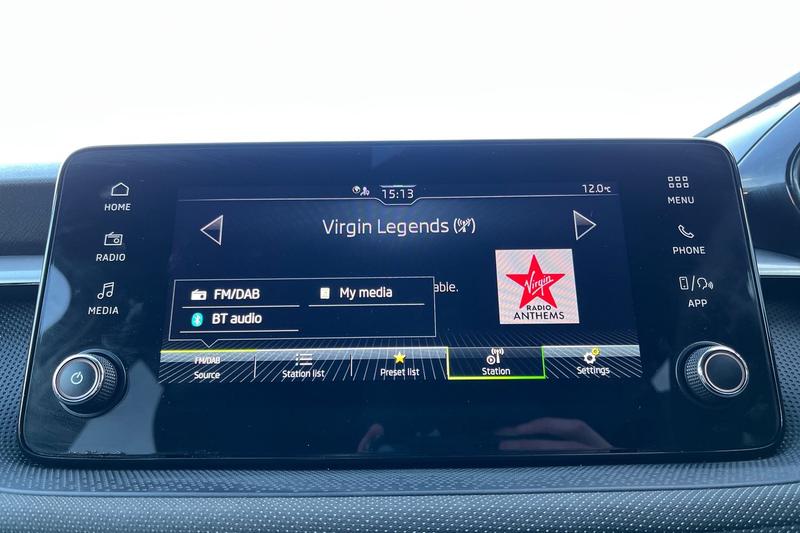 15:13
12.0°C
HOME
MENU
Virgin Legends
RADIO
PHONE
MEDIA
APP
able.
FM/DAB
My media
BT audio
Virgin
RADIO
ANTHEMS
FM/DAB
Source
Station list
Preset list
Station
Settings